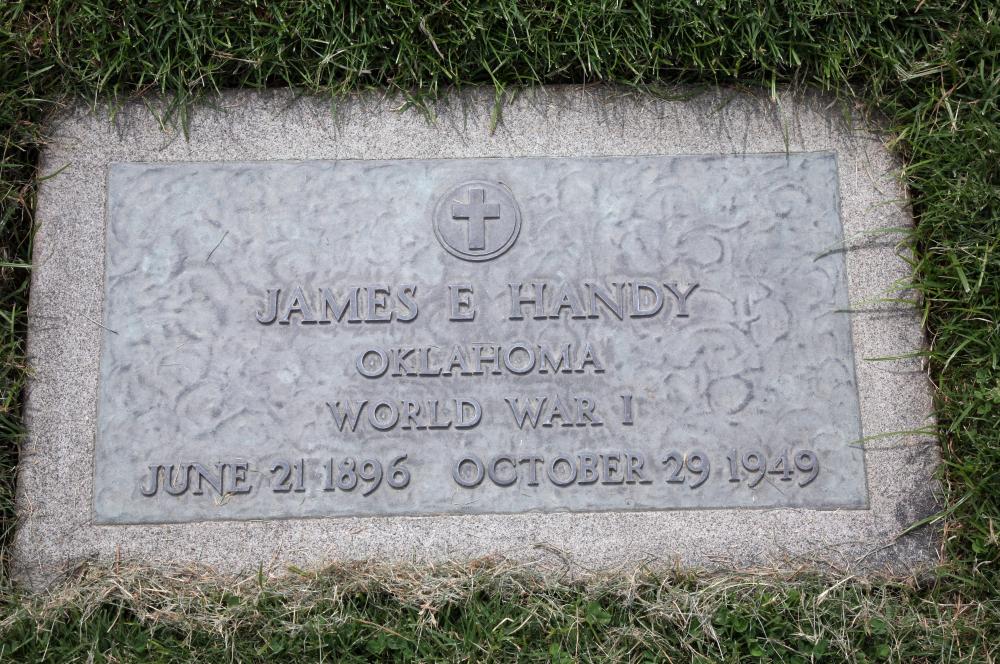 JAMES E HANDY
OKLAHOMA
WORLD WAR I
JUNE 21 1896 OCTOBER 29 1949